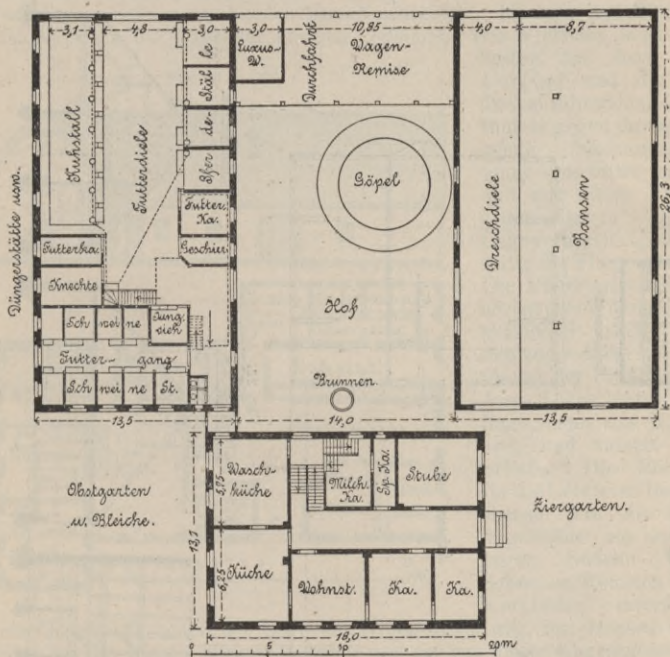 3,1
4,8
3,0
3,0
10,85
4,0
8,7
Luxus-
W.
Durchfahrt
Wagen-
Remise
Kuhstall
Futterdiele
Pfer
de-
Stäl
le
Futter
Ka.
Geschirr
Göpel
Dreschdiele
Bansen
26,3
Düngerstätte usw.
Futterka.
Knechte
Sch
wei
ne
Jung-
vieh
Futter-
gang
Sch
wei
ne
St.
Hof
Brunnen.
13,5
14,0
13,5
Obstgarten
u. Bleiche.
13,1
Wasch-
küche
5,75
Milch
Ka.
Sp. Ka.
Stube
Ziergarten.
Küche
6,25
Wohnst.
Ka.
Ka.
18,0
0
5
10
20m